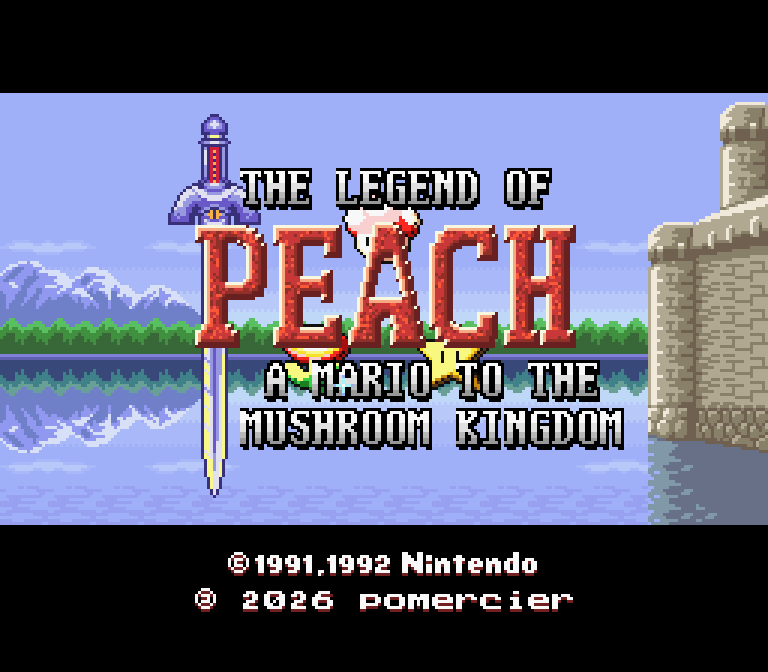 THE LEGEND OF
PEACH
A MARIO TO THE
MUSHROOM KINGDOM
©1991,1992 Nintendo
© 2026 pomercier